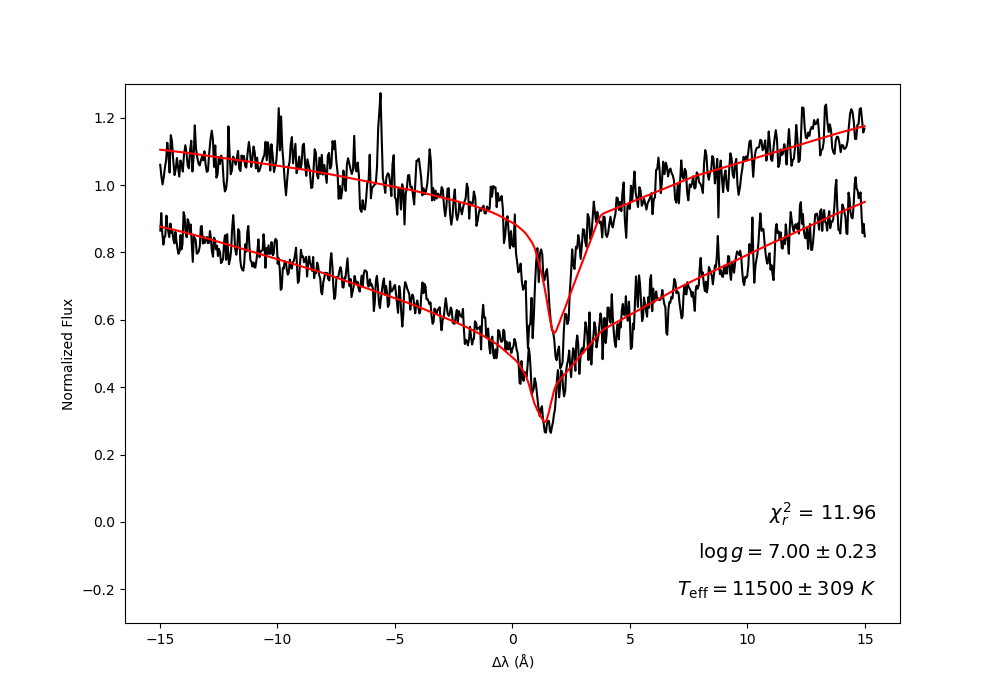 1.2
1.0
0.8
0.6
0.4
0.2
0.0
−0.2
Normalized Flux
χ²ᵣ = 11.96
log g = 7.00 ± 0.23
T_eff = 11500 ± 309 K
−15 −10 −5 0 5 10 15
Δλ (Å)